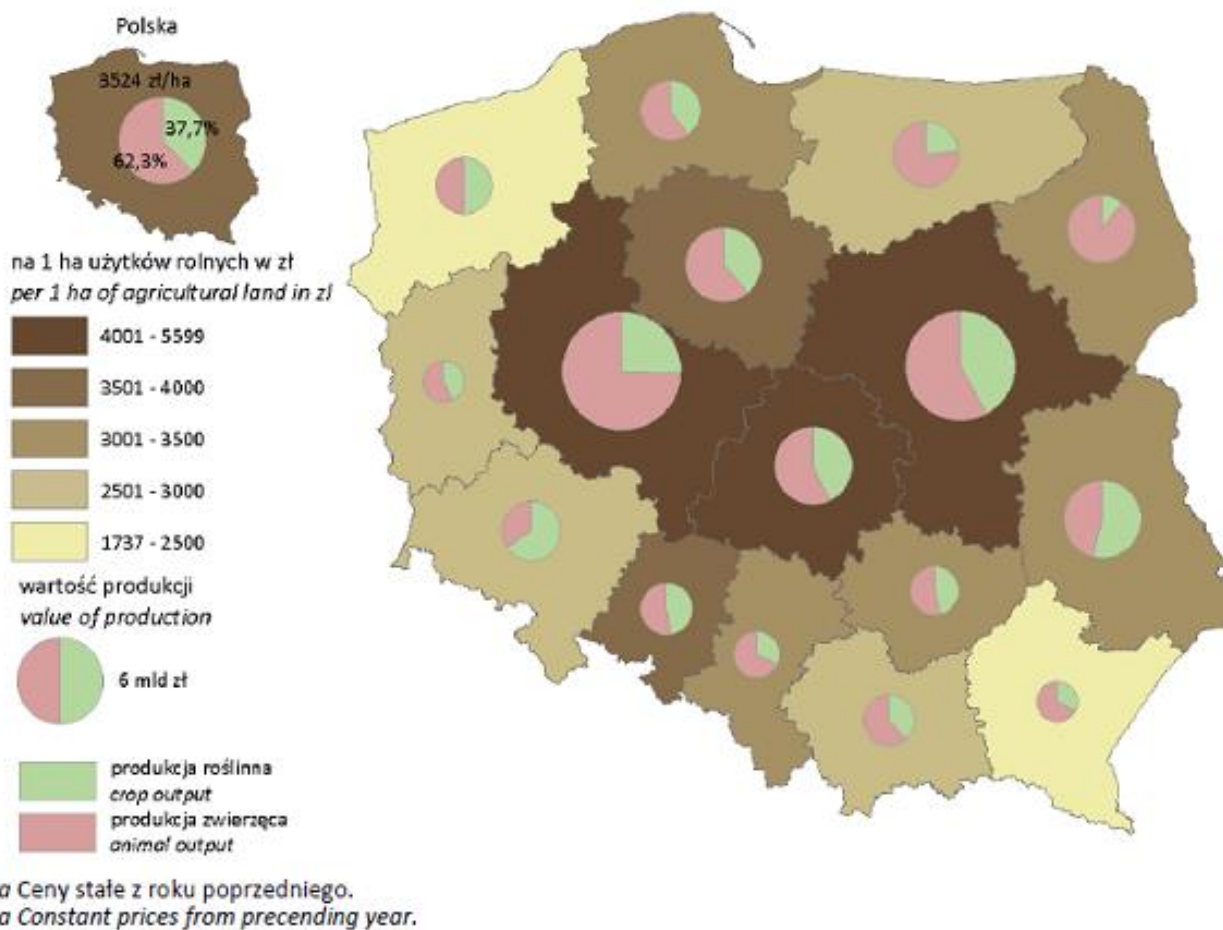 Polska
3524 zł/ha
37,7%
62,3%
na 1 ha użytków rolnych w zł
per 1 ha of agricultural land in zl
4001 - 5599
3501 - 4000
3001 - 3500
2501 - 3000
1737 - 2500
wartość produkcji
value of production
6 mld zł
produkcja roślinna
crop output
produkcja zwierzęca
animal output
a Ceny stałe z roku poprzedniego.
a Constant prices from precending year.